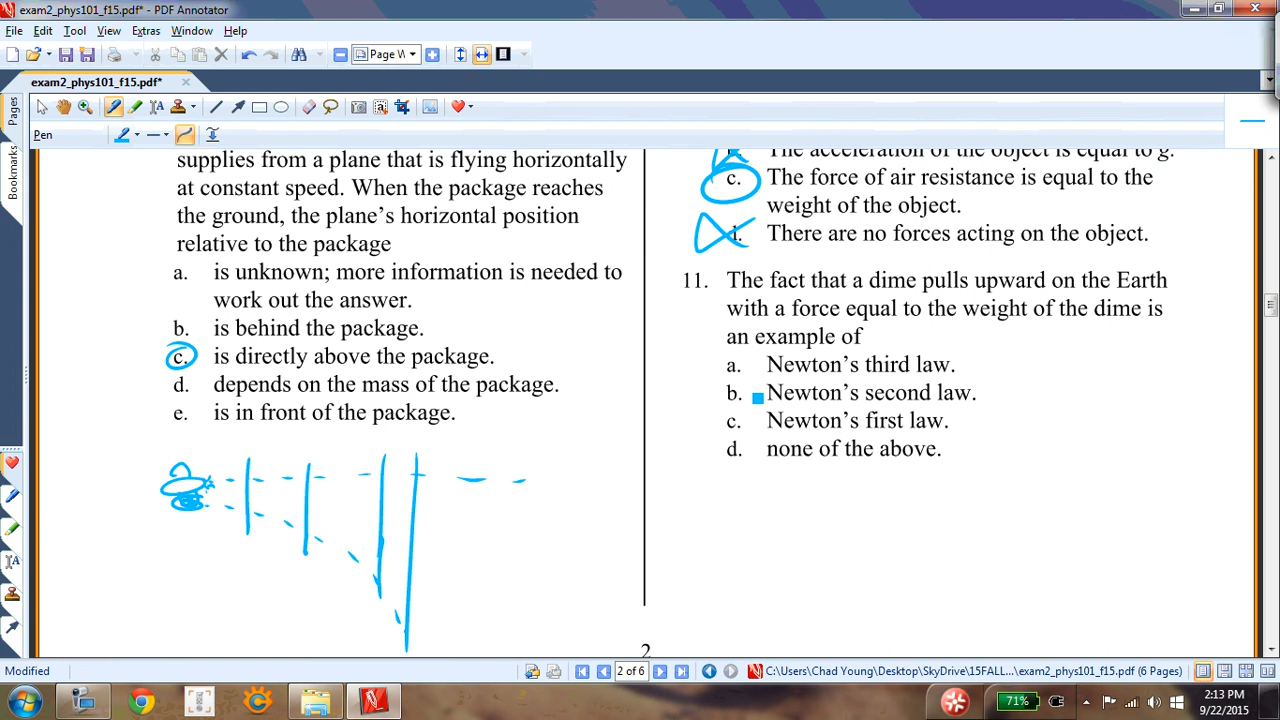 exam2_phys101_f15.pdf* - PDF Annotator
File Edit Tool View Extras Window Help
Page W
exam2_phys101_f15.pdf*
Pen
Pages
Bookmarks
supplies from a plane that is flying horizontally
at constant speed. When the package reaches
the ground, the plane's horizontal position
relative to the package
a. is unknown; more information is needed to
work out the answer.
b. is behind the package.
c. is directly above the package.
d. depends on the mass of the package.
e. is in front of the package.
The acceleration of the object is equal to g.
c. The force of air resistance is equal to the
weight of the object.
d. There are no forces acting on the object.
11. The fact that a dime pulls upward on the Earth
with a force equal to the weight of the dime is
an example of
a. Newton's third law.
b. Newton's second law.
c. Newton's first law.
d. none of the above.
2
Modified
2 of 6
C:\Users\Chad Young\Desktop\SkyDrive\15FALL...\exam2_phys101_f15.pdf (6 Pages)
71%
2:13 PM
9/22/2015